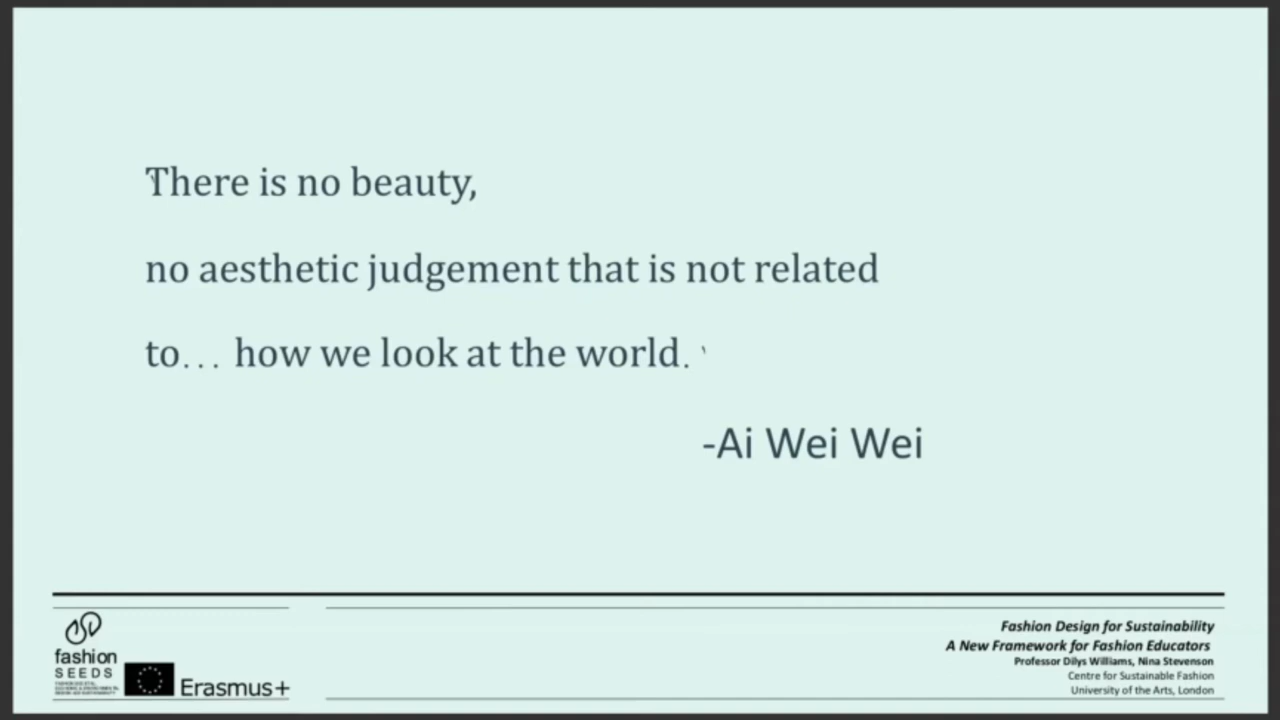 There is no beauty,
no aesthetic judgement that is not related
to… how we look at the world.
-Ai Wei Wei
fashion
SEEDS
Erasmus+
Fashion Design for Sustainability
A New Framework for Fashion Educators
Professor Dilys Williams, Nina Stevenson
Centre for Sustainable Fashion
University of the Arts, London